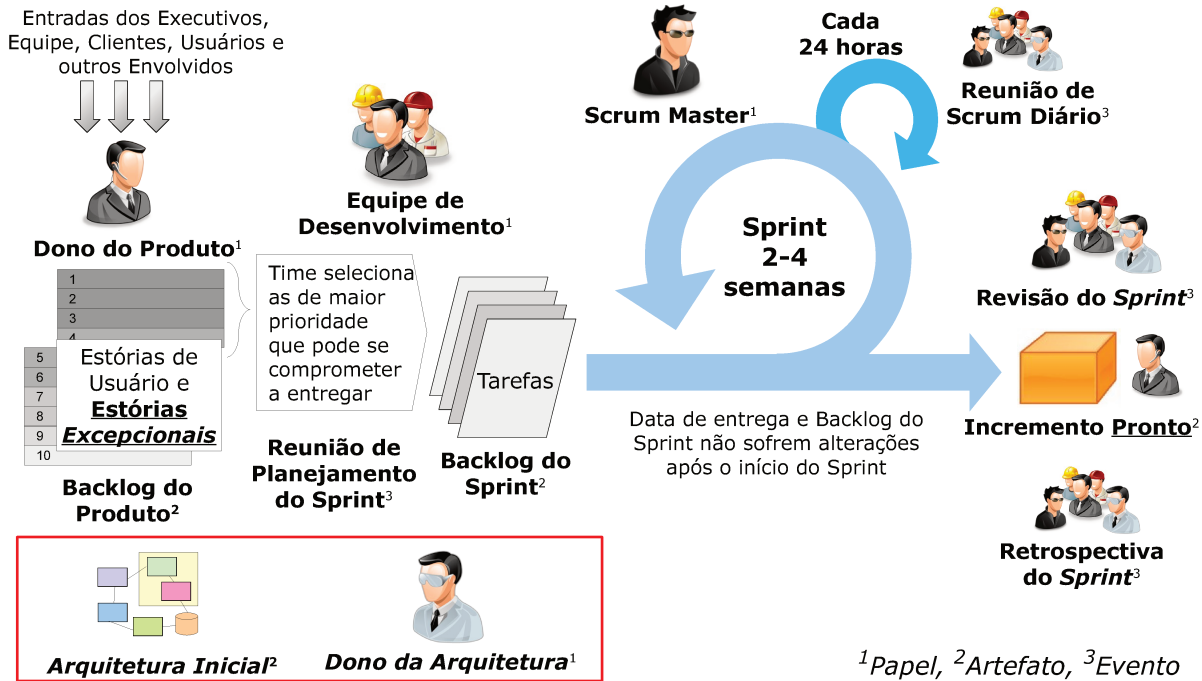 Entradas dos Executivos,
Equipe, Clientes, Usuários e
outros Envolvidos
Dono do Produto¹
1
2
3
4
5
6
7
8
9
10
Estórias de
Usuário e
Estórias
Excepcionais
Backlog do
Produto²
Equipe de
Desenvolvimento¹
Time seleciona
as de maior
prioridade
que pode se
comprometer
a entregar
Reunião de
Planejamento
do Sprint³
Tarefas
Backlog do
Sprint²
Scrum Master¹
Cada
24 horas
Reunião de
Scrum Diário³
Sprint
2-4
semanas
Data de entrega e Backlog do
Sprint não sofrem alterações
após o início do Sprint
Revisão do Sprint³
Incremento Pronto²
Retrospectiva
do Sprint³
Arquitetura Inicial²
Dono da Arquitetura¹
¹Papel, ²Artefato, ³Evento